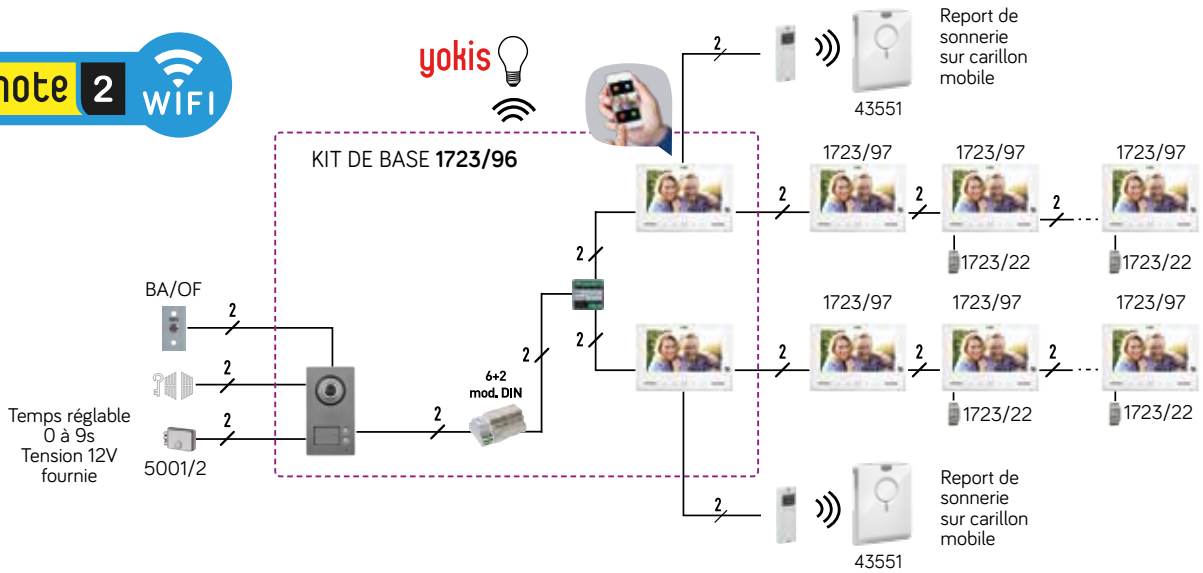 note 2 WiFi
yokis
2
43551
Report de
sonnerie
sur carillon
mobile
KIT DE BASE 1723/96
1723/97
1723/97
1723/97
2
2
2
2
1723/22
1723/22
BA/OF
2
2
Temps réglable
0 à 9s
Tension 12V
fournie
2
5001/2
2
6+2
mod. DIN
2
2
1723/97
1723/97
1723/97
2
2
2
1723/22
1723/22
2
43551
Report de
sonnerie
sur carillon
mobile